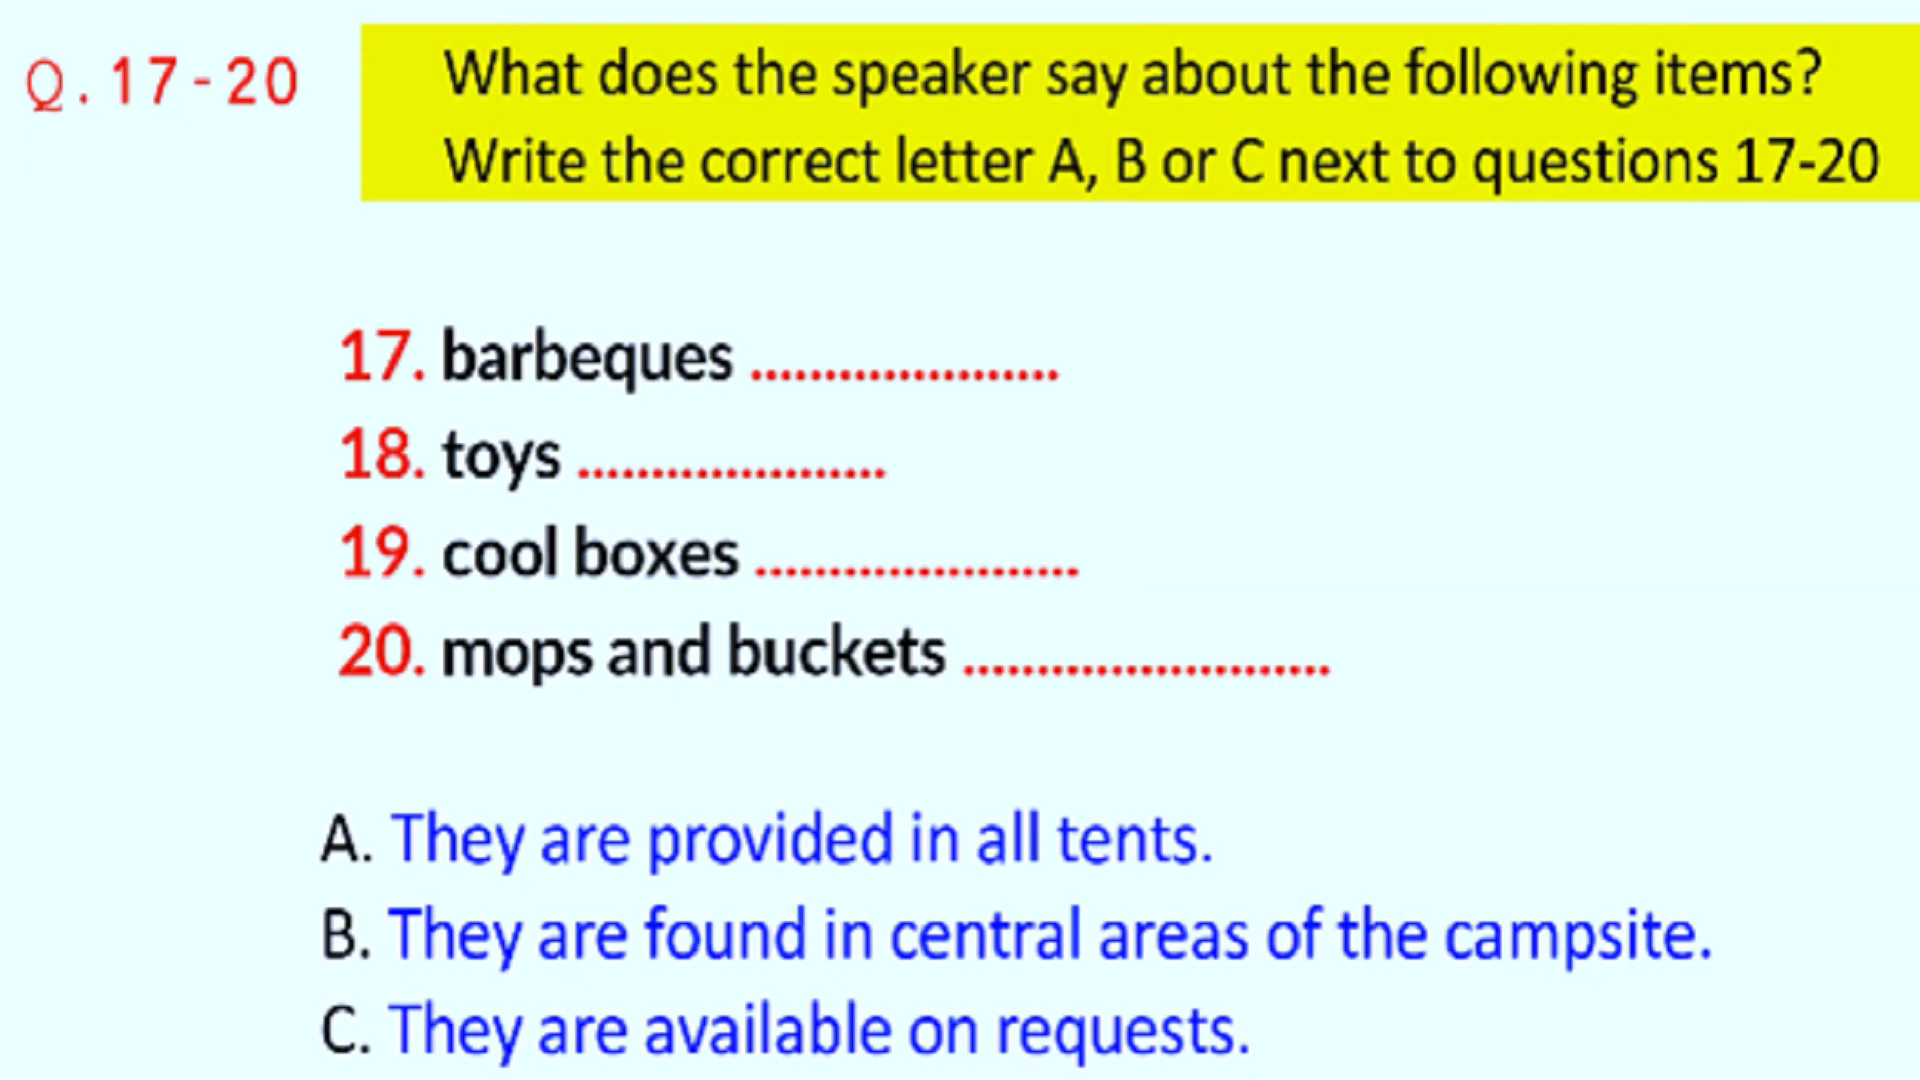 Q.17-20
What does the speaker say about the following items?
Write the correct letter A, B or C next to questions 17-20
17. barbeques .....................
18. toys .....................
19. cool boxes ......................
20. mops and buckets .........................
A. They are provided in all tents.
B. They are found in central areas of the campsite.
C. They are available on requests.